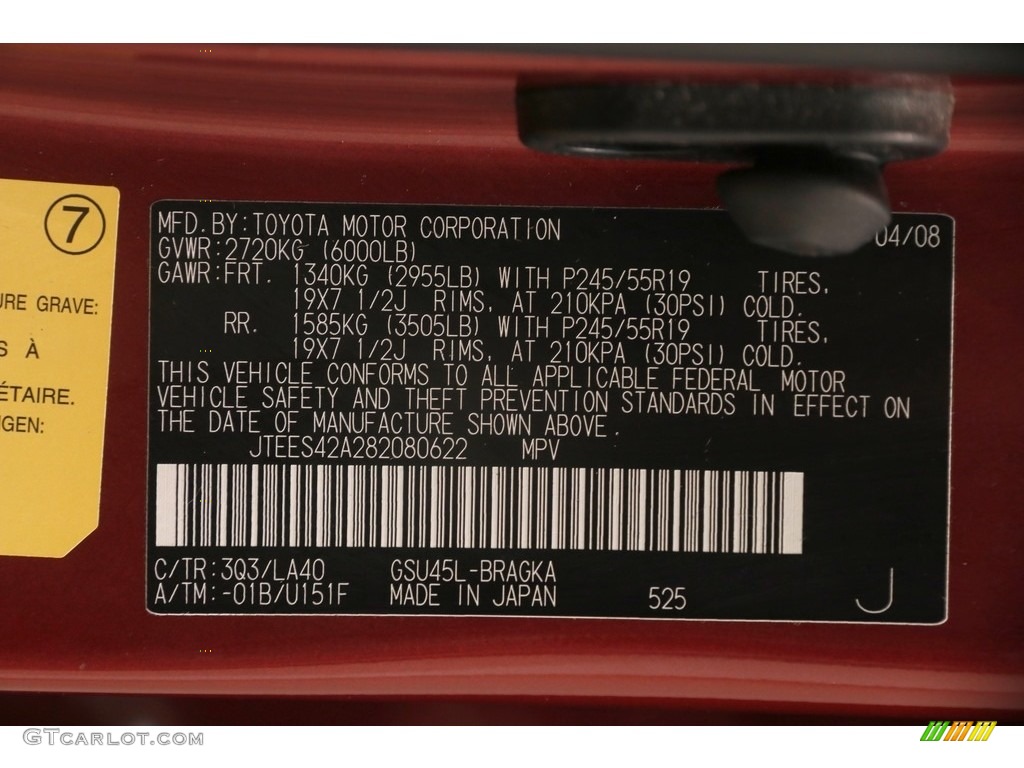 7
URE GRAVE:
S À
ÉTAIRE.
GEN:
MFD. BY: TOYOTA MOTOR CORPORATION 04/08
GVWR: 2720KG (6000LB)
GAWR: FRT. 1340KG (2955LB) WITH P245/55R19 TIRES,
19X7 1/2J RIMS, AT 210KPA (30PSI) COLD.
RR. 1585KG (3505LB) WITH P245/55R19 TIRES,
19X7 1/2J RIMS, AT 210KPA (30PSI) COLD.
THIS VEHICLE CONFORMS TO ALL APPLICABLE FEDERAL MOTOR
VEHICLE SAFETY AND THEFT PREVENTION STANDARDS IN EFFECT ON
THE DATE OF MANUFACTURE SHOWN ABOVE.
JTEES42A282080622 MPV
C/TR: 3Q3/LA40 GSU45L-BRAGKA
A/TM:-01B/U151F MADE IN JAPAN 525 J
GTcarlot.com